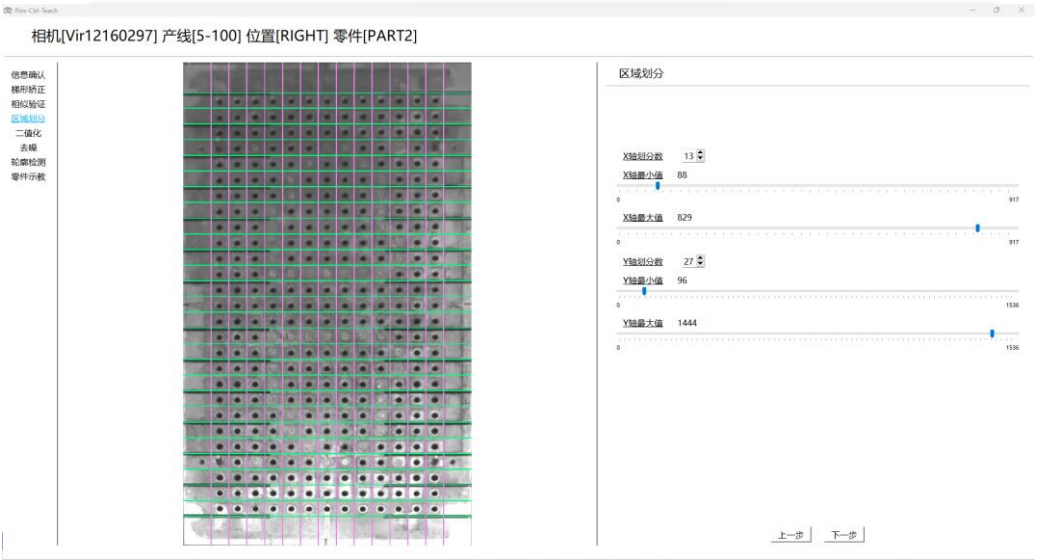 Pins-Ctrl-Teach
相机[Vir12160297] 产线[5-100] 位置[RIGHT] 零件[PART2]
信息确认
梯形矫正
相似验证
区域划分
二值化
去噪
轮廓检测
零件示教
区域划分
X轴划分数 13
X轴最小值 88
0 917
X轴最大值 829
0 917
Y轴划分数 27
Y轴最小值 96
0 1536
Y轴最大值 1444
0 1536
上一步 下一步